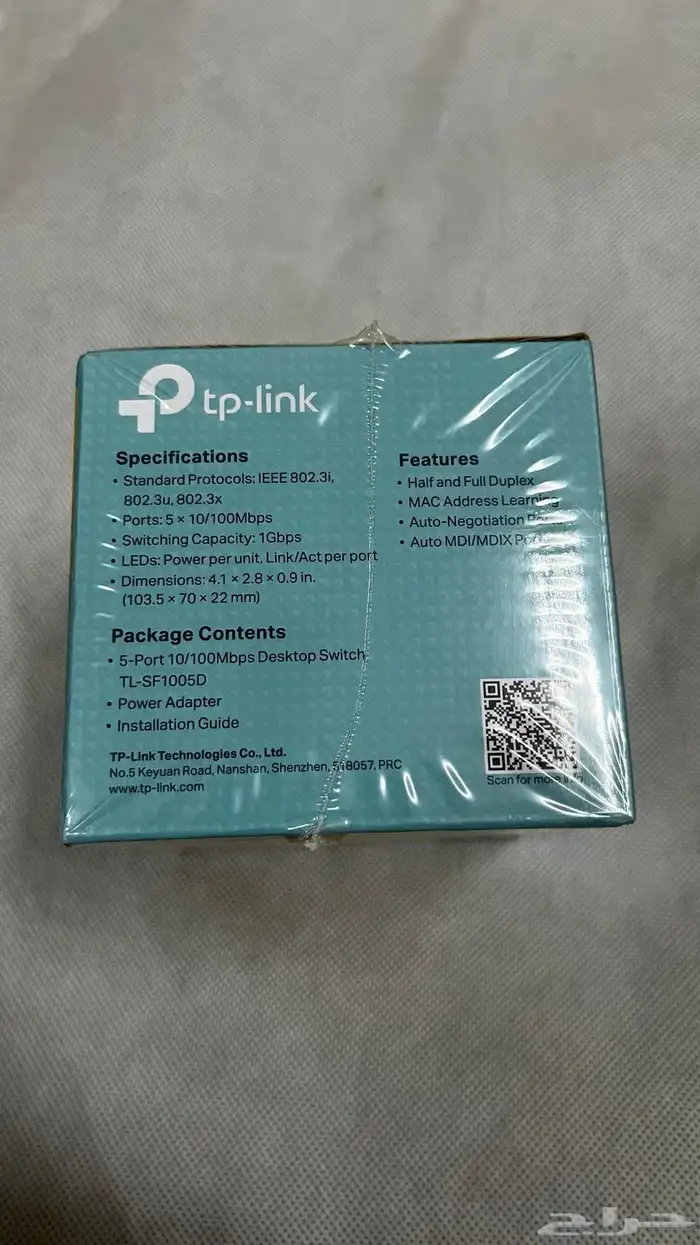 tp-link
Specifications
• Standard Protocols: IEEE 802.3i,
802.3u, 802.3x
• Ports: 5 × 10/100Mbps
• Switching Capacity: 1Gbps
• LEDs: Power per unit, Link/Act per port
• Dimensions: 4.1 × 2.8 × 0.9 in.
(103.5 × 70 × 22 mm)
Package Contents
• 5-Port 10/100Mbps Desktop Switch
TL-SF1005D
• Power Adapter
• Installation Guide
TP-Link Technologies Co., Ltd.
No.5 Keyuan Road, Nanshan, Shenzhen, 518057, PRC
www.tp-link.com
Features
• Half and Full Duplex
• MAC Address Learning
• Auto-Negotiation
• Auto MDI/MDIX
Scan for more info
حراج